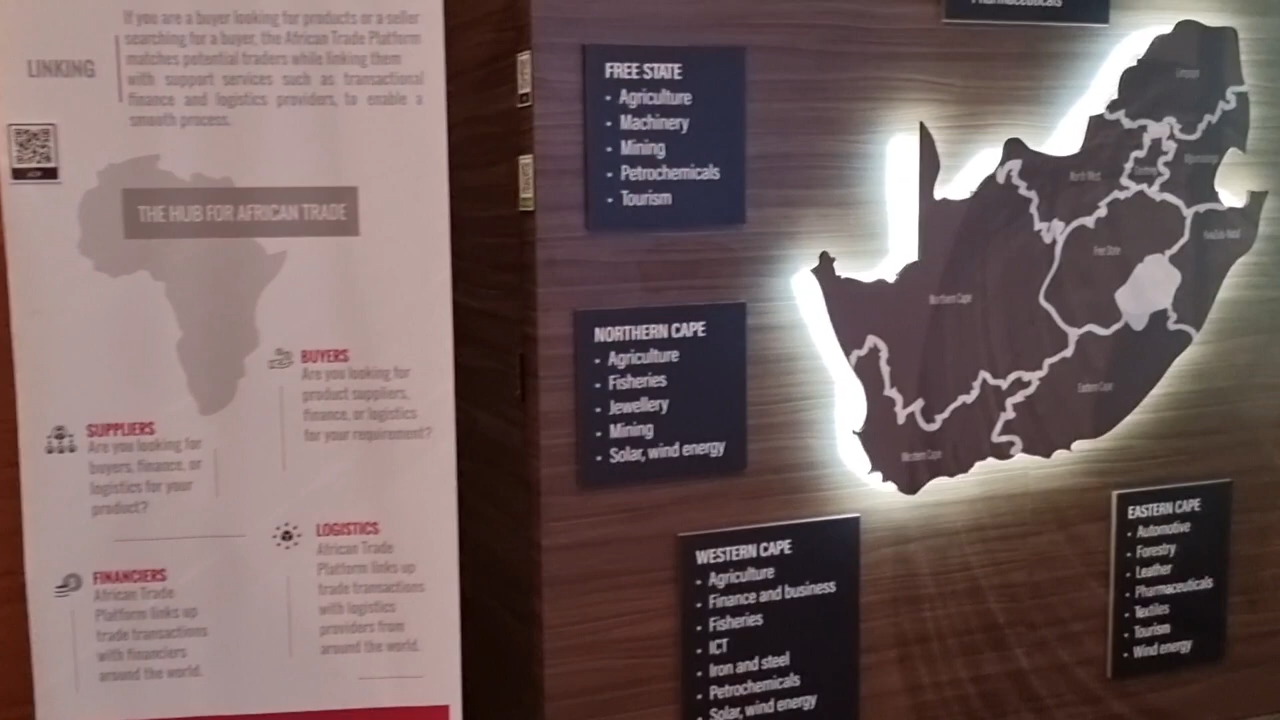 If you are a buyer looking for products or a seller
searching for a buyer, the African Trade Platform
matches potential traders while linking them
with support services such as transactional
finance and logistics providers, to enable a
smooth process.
LINKING
THE HUB FOR AFRICAN TRADE
BUYERS
Are you looking for
product suppliers,
finance, or logistics
for your requirement?
SUPPLIERS
Are you looking for
buyers, finance, or
logistics for your
product?
LOGISTICS
African Trade
Platform links up
trade transactions
with logistics
providers from
around the world.
FINANCIERS
African Trade
Platform links up
trade transactions
with financiers
around the world.
Pharmaceuticals
FREE STATE
• Agriculture
• Machinery
• Mining
• Petrochemicals
• Tourism
NORTHERN CAPE
• Agriculture
• Fisheries
• Jewellery
• Mining
• Solar, wind energy
WESTERN CAPE
• Agriculture
• Finance and business
• Fisheries
• ICT
• Iron and steel
• Petrochemicals
• Solar, wind energy
EASTERN CAPE
• Automotive
• Forestry
• Leather
• Pharmaceuticals
• Textiles
• Tourism
• Wind energy
Limpopo
North West
Free State
KwaZulu-Natal
Northern Cape
Eastern Cape
Western Cape